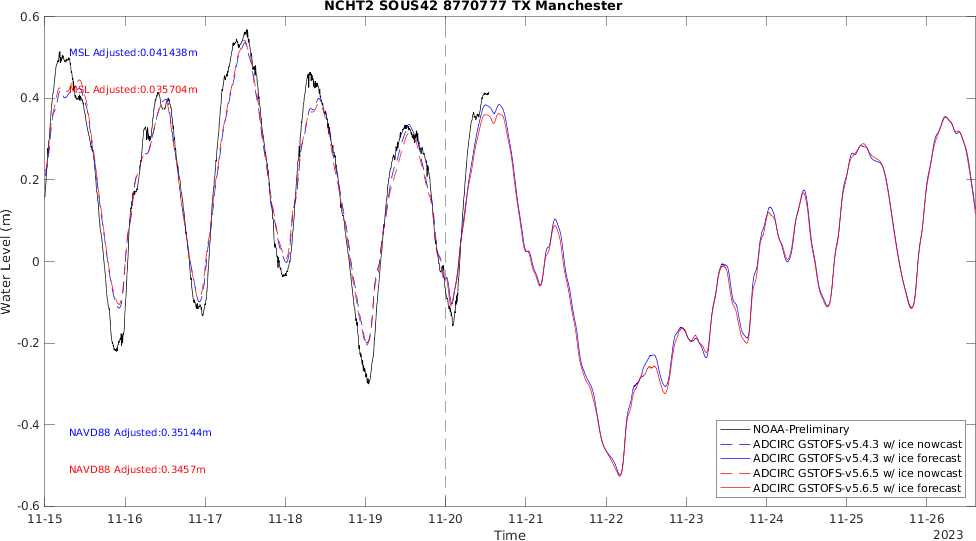 NCHT2 SOUS42 8770777 TX Manchester
0.6
0.4
0.2
0
-0.2
-0.4
-0.6
Water Level (m)
MSL Adjusted:0.041438m
MSL Adjusted:0.035704m
NAVD88 Adjusted:0.35144m
NAVD88 Adjusted:0.3457m
NOAA-Preliminary
ADCIRC GSTOFS-v5.4.3 w/ ice nowcast
ADCIRC GSTOFS-v5.4.3 w/ ice forecast
ADCIRC GSTOFS-v5.6.5 w/ ice nowcast
ADCIRC GSTOFS-v5.6.5 w/ ice forecast
11-15 11-16 11-17 11-18 11-19 11-20 11-21 11-22 11-23 11-24 11-25 11-26
2023
Time